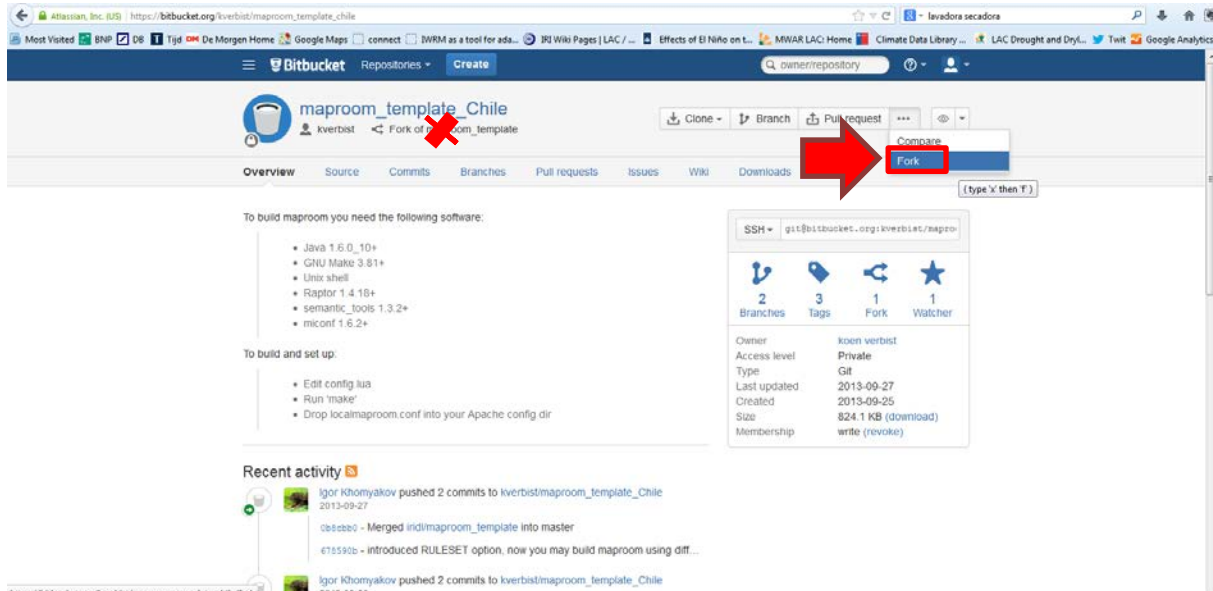 Atlassian, Inc. (US) https://bitbucket.org/kverbist/maproom_template_chile lavadora secadora
Most Visited BNP DB Tijd De Morgen Home Google Maps connect IWRM as a tool for ada... IRI Wiki Pages | LAC / ... Effects of El Niño on t... MWAR LAC: Home Climate Data Library ... LAC Drought and Dryl... Twit Google Analytics
Bitbucket Repositories Create owner/repository
maproom_template_Chile
kverbist Fork of template
Clone Branch Pull request
Compare
Fork
(type 'x' then 'f')
Overview Source Commits Branches Pull requests Issues Wiki Downloads
To build maproom you need the following software:
Java 1.6.0_10+
GNU Make 3.81+
Unix shell
Raptor 1.4.18+
semantic_tools 1.3.2+
miconf 1.6.2+
To build and set up:
Edit config.lua
Run 'make'
Drop localmaproom.conf into your Apache config dir
SSH git@bitbucket.org:kverbist/mapro
2 Branches 3 Tags 1 Fork 1 Watcher
Owner koen verbist
Access level Private
Type Git
Last updated 2013-09-27
Created 2013-09-25
Size 824.1 KB (download)
Membership write (revoke)
Recent activity
Igor Khomyakov pushed 2 commits to kverbist/maproom_template_Chile
2013-09-27
- Merged iridl/maproom_template into master
- introduced RULESET option, now you may build maproom using diff...
Igor Khomyakov pushed 2 commits to kverbist/maproom_template_Chile